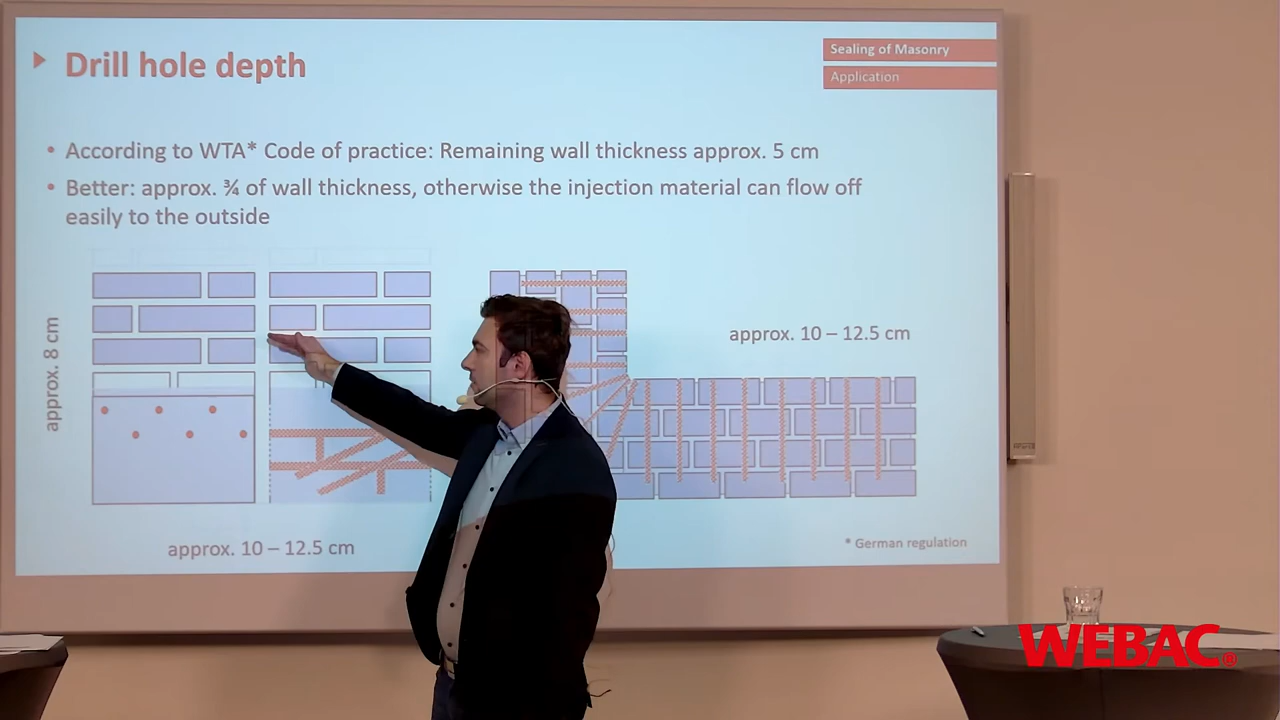 Drill hole depth
Sealing of Masonry
Application
• According to WTA* Code of practice: Remaining wall thickness approx. 5 cm
• Better: approx. ¾ of wall thickness, otherwise the injection material can flow off
easily to the outside
approx. 8 cm
approx. 10 – 12.5 cm
approx. 10 – 12.5 cm
* German regulation
WEBAC®